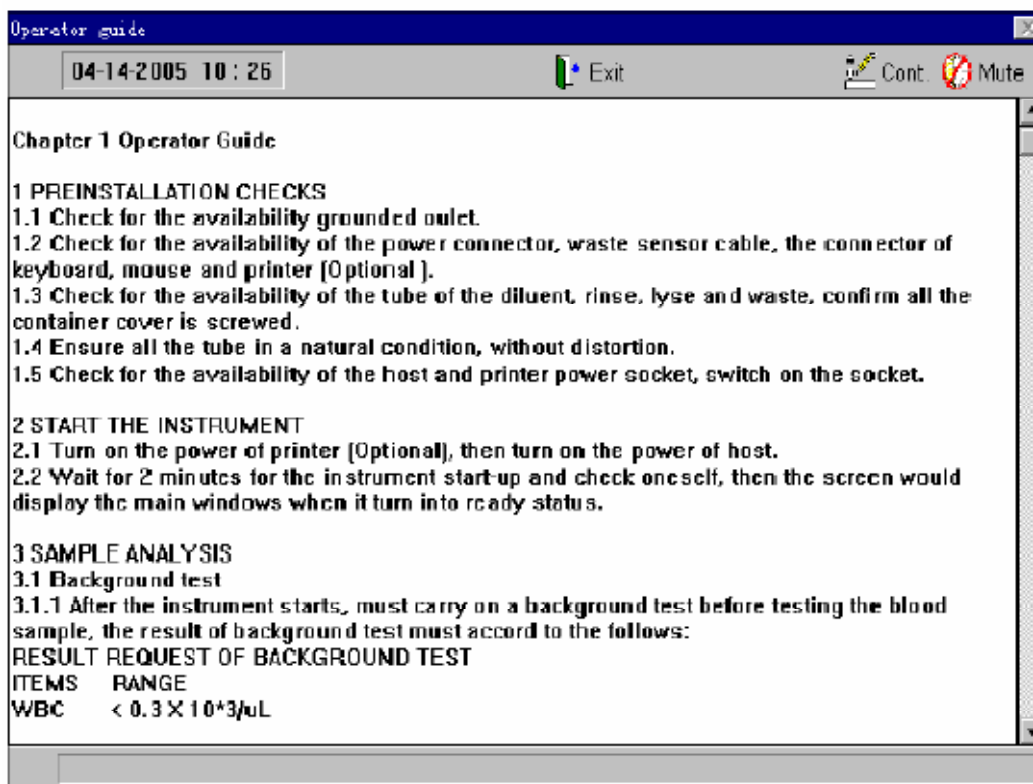 Operator guide
04-14-2005 10:26
Exit
Cont.
Mute
Chapter 1 Operator Guide
1 PREINSTALLATION CHECKS
1.1 Check for the availability grounded oulet.
1.2 Check for the availability of the power connector, waste sensor cable, the connector of
keyboard, mouse and printer (Optional ).
1.3 Check for the availability of the tube of the diluent, rinse, lyse and waste, confirm all the
container cover is screwed.
1.4 Ensure all the tube in a natural condition, without distortion.
1.5 Check for the availability of the host and printer power socket, switch on the socket.
2 START THE INSTRUMENT
2.1 Turn on the power of printer (Optional), then turn on the power of host.
2.2 Wait for 2 minutes for the instrument start-up and check oneself, then the screen would
display the main windows when it turn into ready status.
3 SAMPLE ANALYSIS
3.1 Background test
3.1.1 After the instrument starts, must carry on a background test before testing the blood
sample, the result of background test must accord to the follows:
RESULT REQUEST OF BACKGROUND TEST
ITEMS RANGE
WBC < 0.3 X 10*3/uL